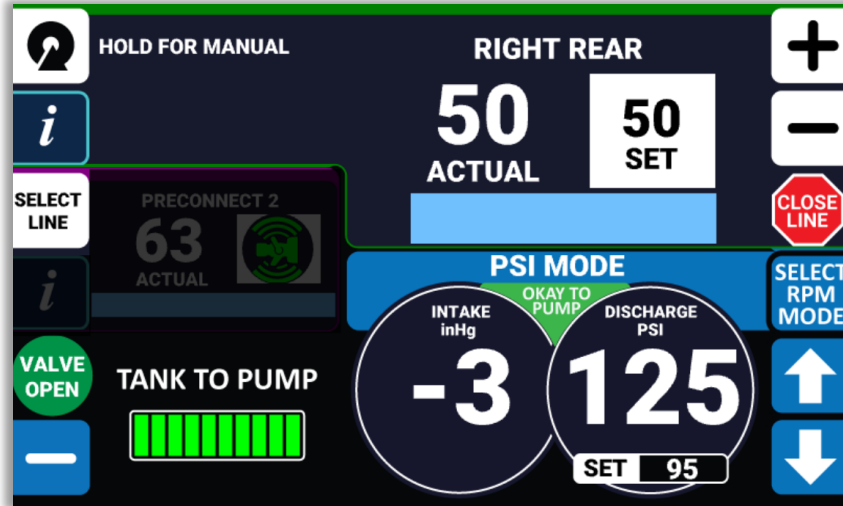 HOLD FOR MANUAL
RIGHT REAR
50
ACTUAL
50
SET
i
SELECT
LINE
PRECONNECT 2
63
ACTUAL
i
CLOSE
LINE
PSI MODE
OKAY TO
PUMP
SELECT
RPM
MODE
INTAKE
inHg
-3
DISCHARGE
PSI
125
SET 95
VALVE
OPEN
TANK TO PUMP